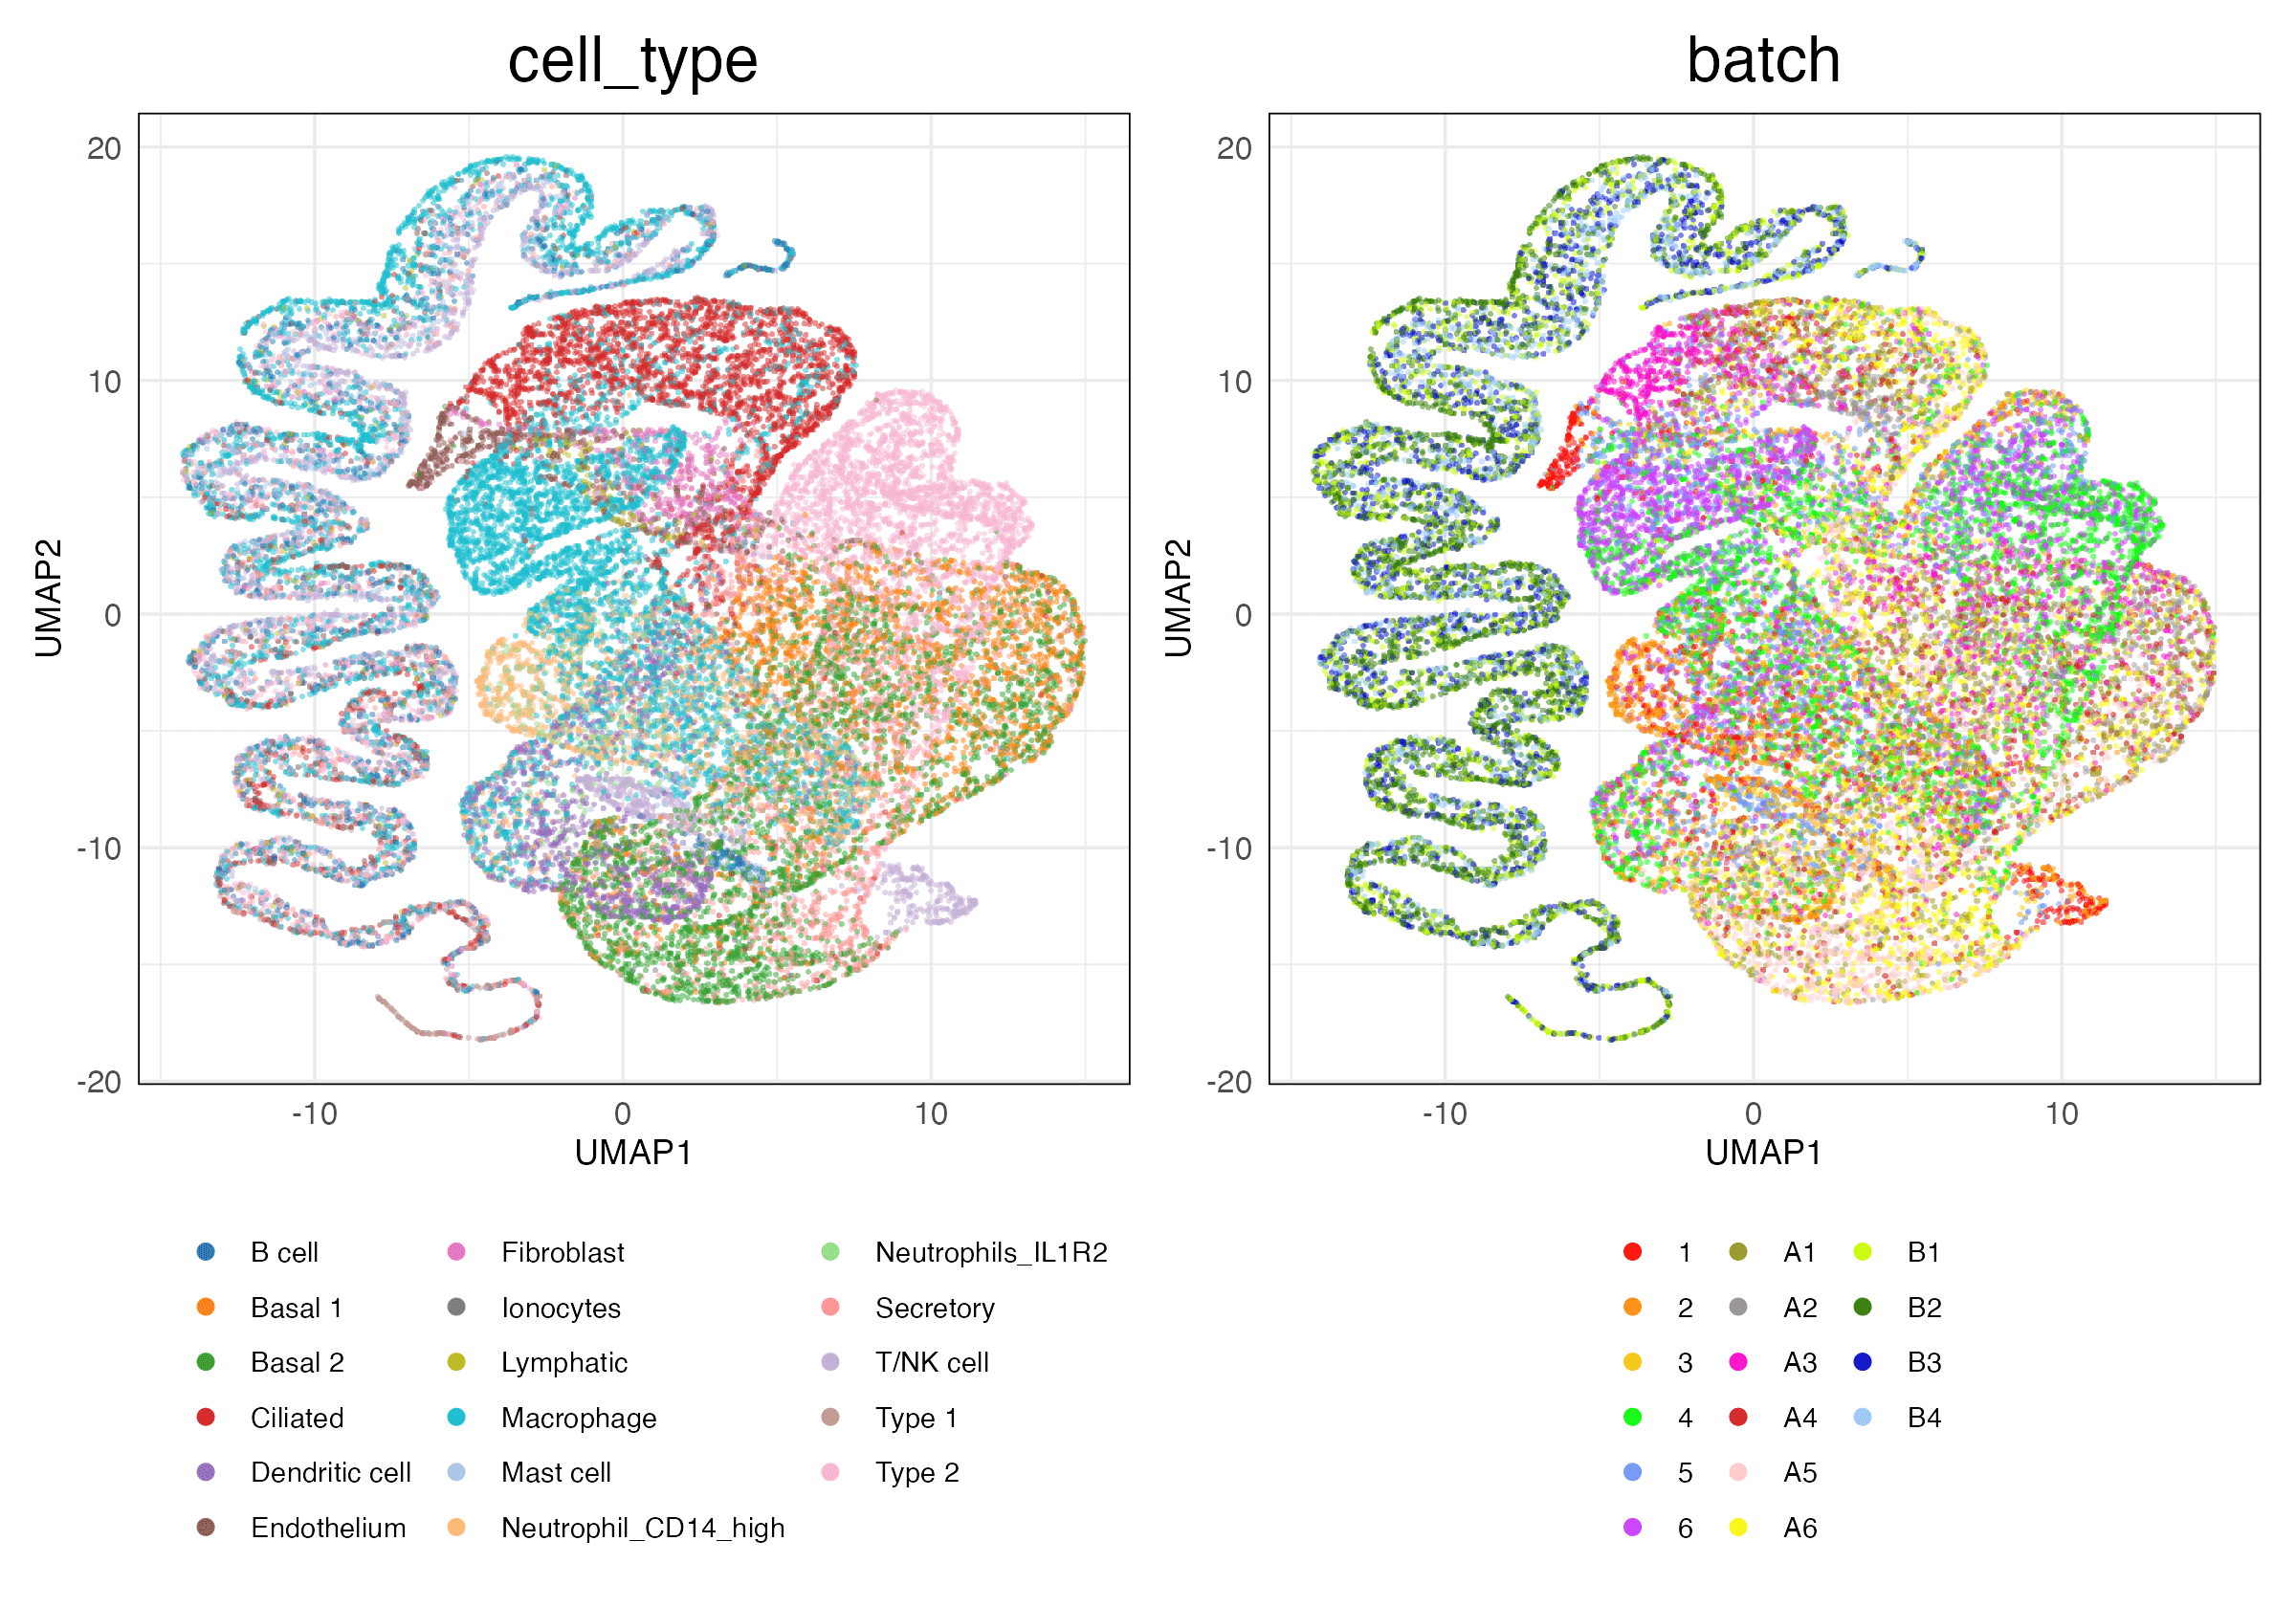 cell_type
batch
20
10
0
-10
-20
UMAP2
-10 0 10
UMAP1
20
10
0
-10
-20
UMAP2
-10 0 10
UMAP1
B cell
Basal 1
Basal 2
Ciliated
Dendritic cell
Endothelium
Fibroblast
Ionocytes
Lymphatic
Macrophage
Mast cell
Neutrophil_CD14_high
Neutrophils_IL1R2
Secretory
T/NK cell
Type 1
Type 2
1
2
3
4
5
6
A1
A2
A3
A4
A5
A6
B1
B2
B3
B4